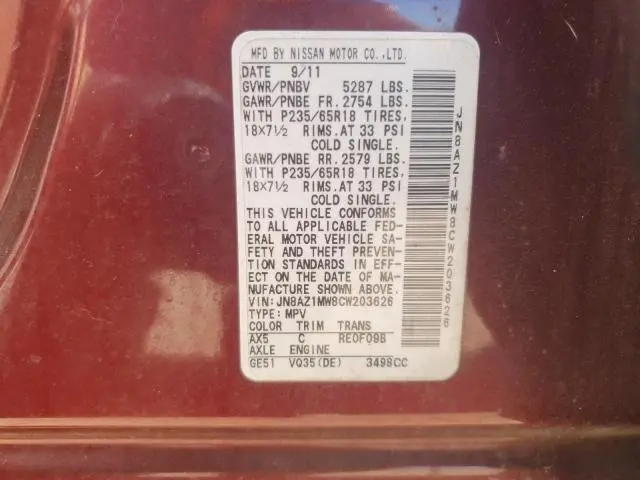 MFD BY NISSAN MOTOR CO.,LTD.
DATE 9/11
GVWR/PNBV 5287 LBS.
GAWR/PNBE FR. 2754 LBS.
WITH P235/65R18 TIRES,
18X7½ RIMS. AT 33 PSI
COLD SINGLE.
GAWR/PNBE RR. 2579 LBS.
WITH P235/65R18 TIRES,
18X7½ RIMS. AT 33 PSI
COLD SINGLE.
THIS VEHICLE CONFORMS
TO ALL APPLICABLE FED-
ERAL MOTOR VEHICLE SA-
FETY AND THEFT PREVEN-
TION STANDARDS IN EFF-
ECT ON THE DATE OF MA-
NUFACTURE SHOWN ABOVE.
VIN: JN8AZ1MW8CW203626
TYPE: MPV
COLOR TRIM TRANS
AX5 C RE0F09B
AXLE ENGINE
GE51 VQ35(DE) 3498CC
JN8AZ1MW8CW203626